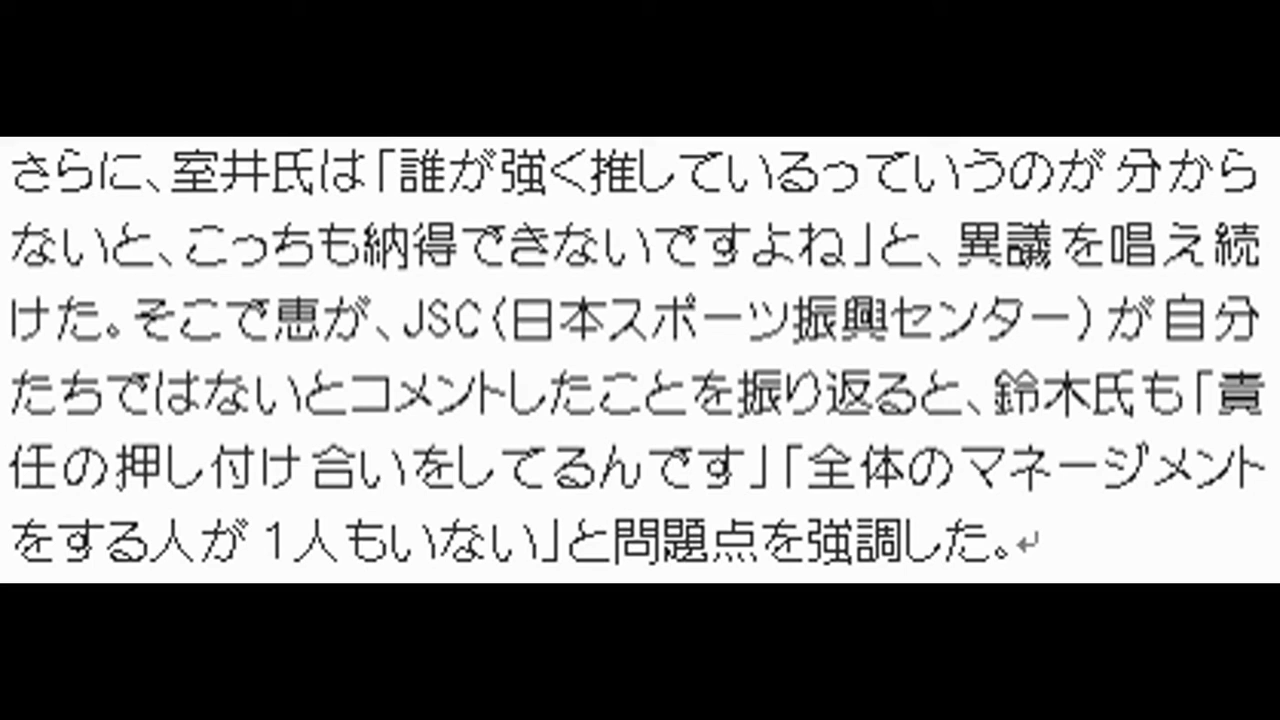 さらに、室井氏は「誰が強く推しているっていうのが分から
ないと、こっちも納得できないですよね」と、異議を唱え続
けた。そこで恵が、JSC(日本スポーツ振興センター)が自分
たちではないとコメントしたことを振り返ると、鈴木氏も「責
任の押し付け合いをしてるんです」「全体のマネージメント
をする人が1人もいない」と問題点を強調した。↵